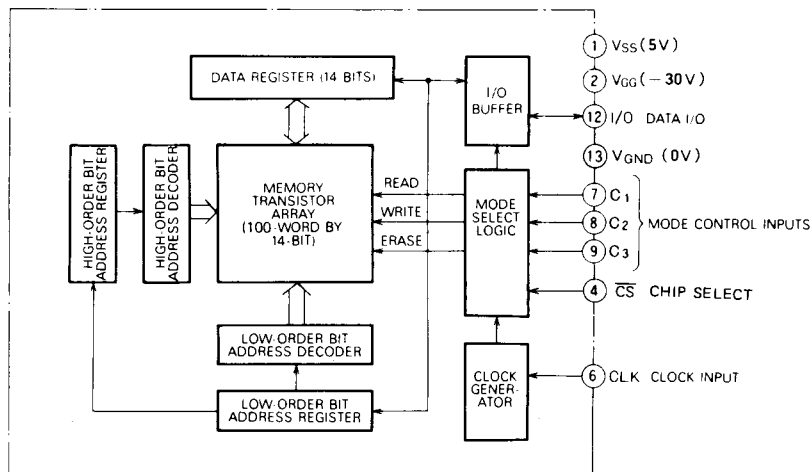 DATA REGISTER (14 BITS)
I/O
BUFFER
1 VSS (5V)
2 VGG (−30V)
12 I/O DATA I/O
13 VGND (0V)
HIGH-ORDER BIT
ADDRESS REGISTER
HIGH-ORDER BIT
ADDRESS DECODER
MEMORY
TRANSISTOR
ARRAY
(100-WORD BY
14-BIT)
READ
WRITE
ERASE
MODE
SELECT
LOGIC
7 C1
8 C2
9 C3
MODE CONTROL INPUTS
4 C̅S̅ CHIP SELECT
LOW-ORDER BIT
ADDRESS DECODER
LOW-ORDER BIT
ADDRESS REGISTER
CLOCK
GENER-
ATOR
6 CLK CLOCK INPUT